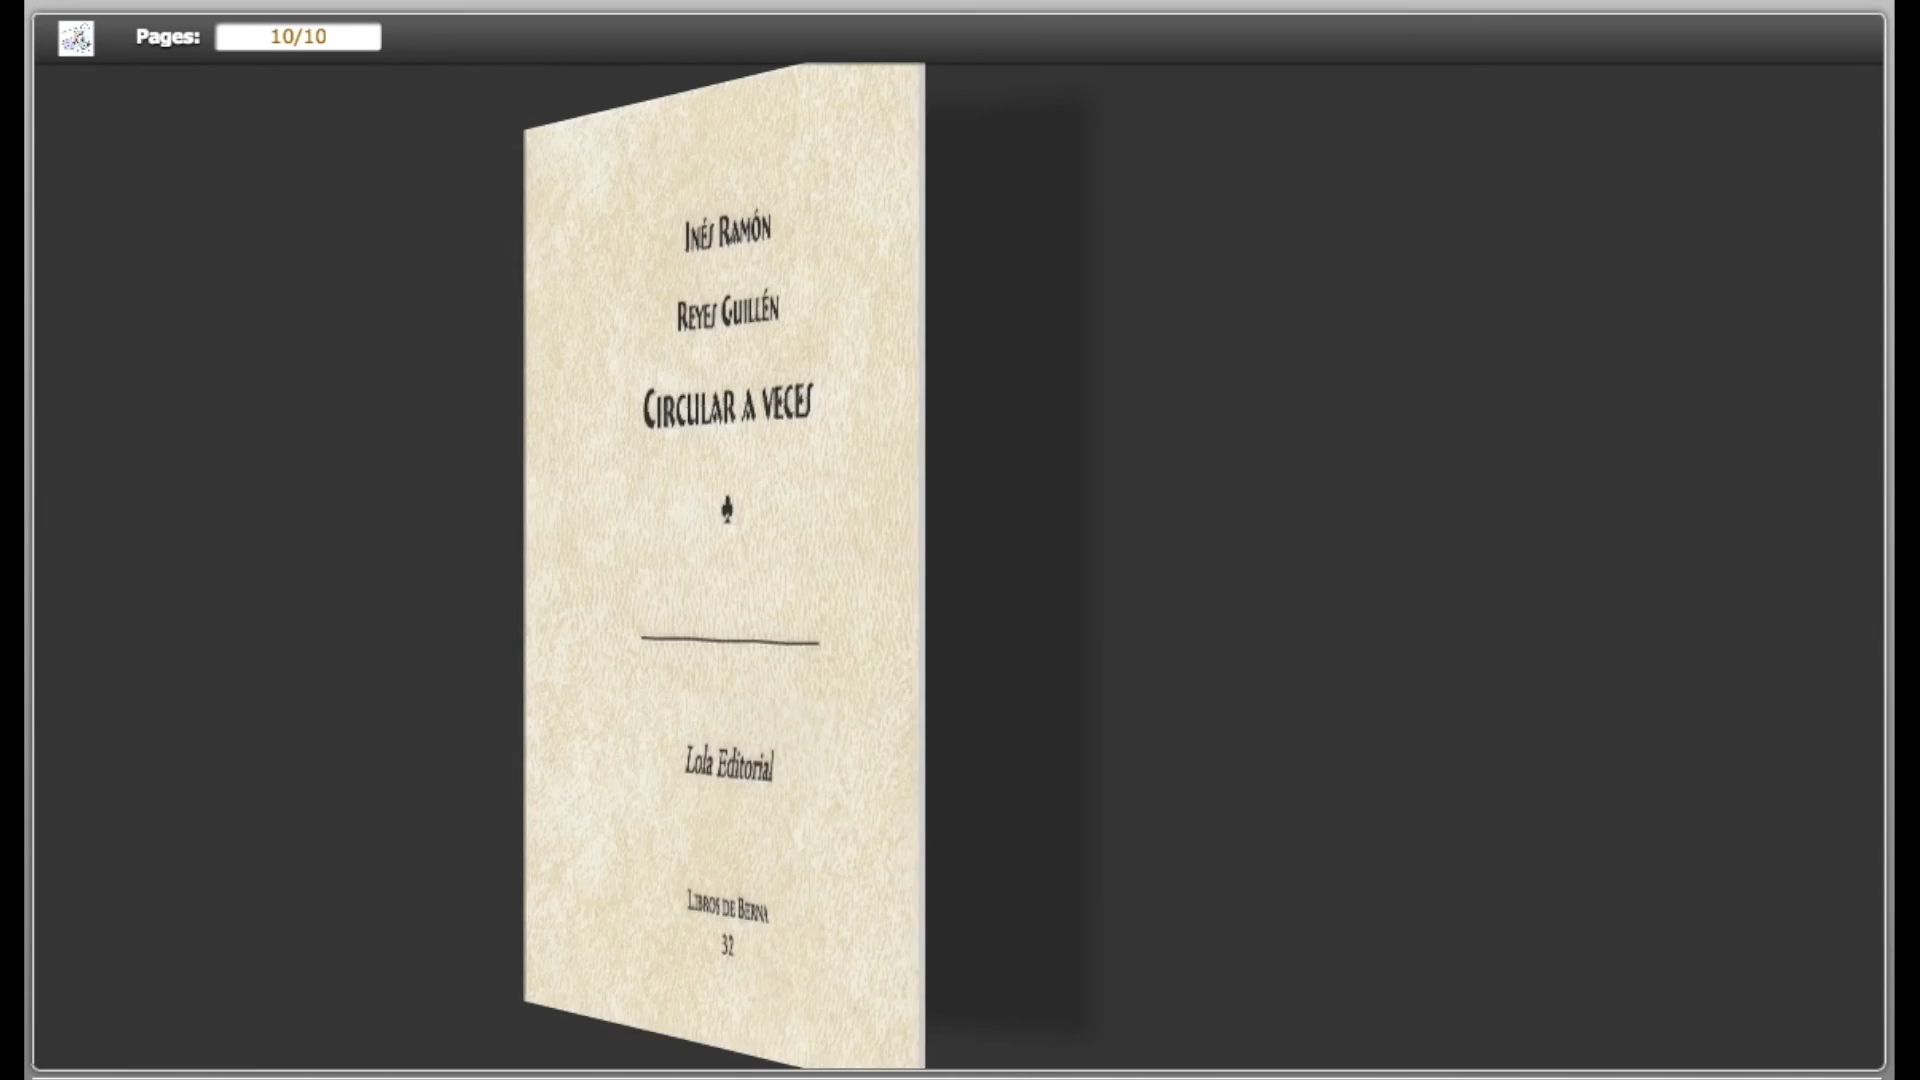 Pages: 10/10
Inés Ramón
Reyes Guillén
Circular a veces
Lola Editorial
Libros de Berna
32